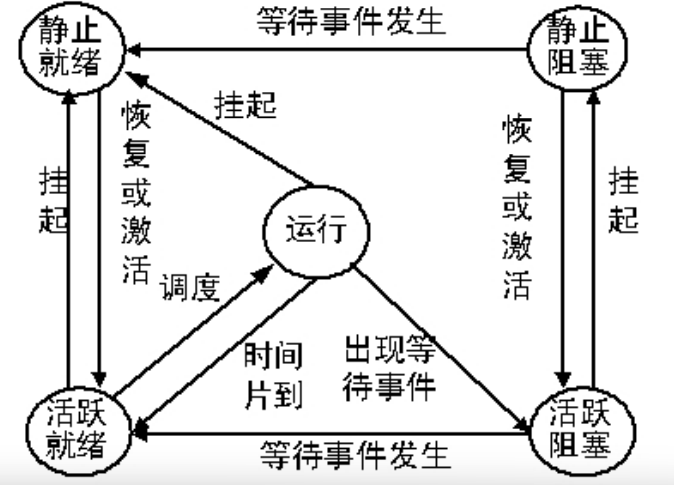 等待事件发生
静止
就绪
静止
阻塞
挂起
恢复或激活
挂起
恢复或激活
挂起
运行
调度
时间
片到
出现等
待事件
活跃
就绪
活跃
阻塞
等待事件发生